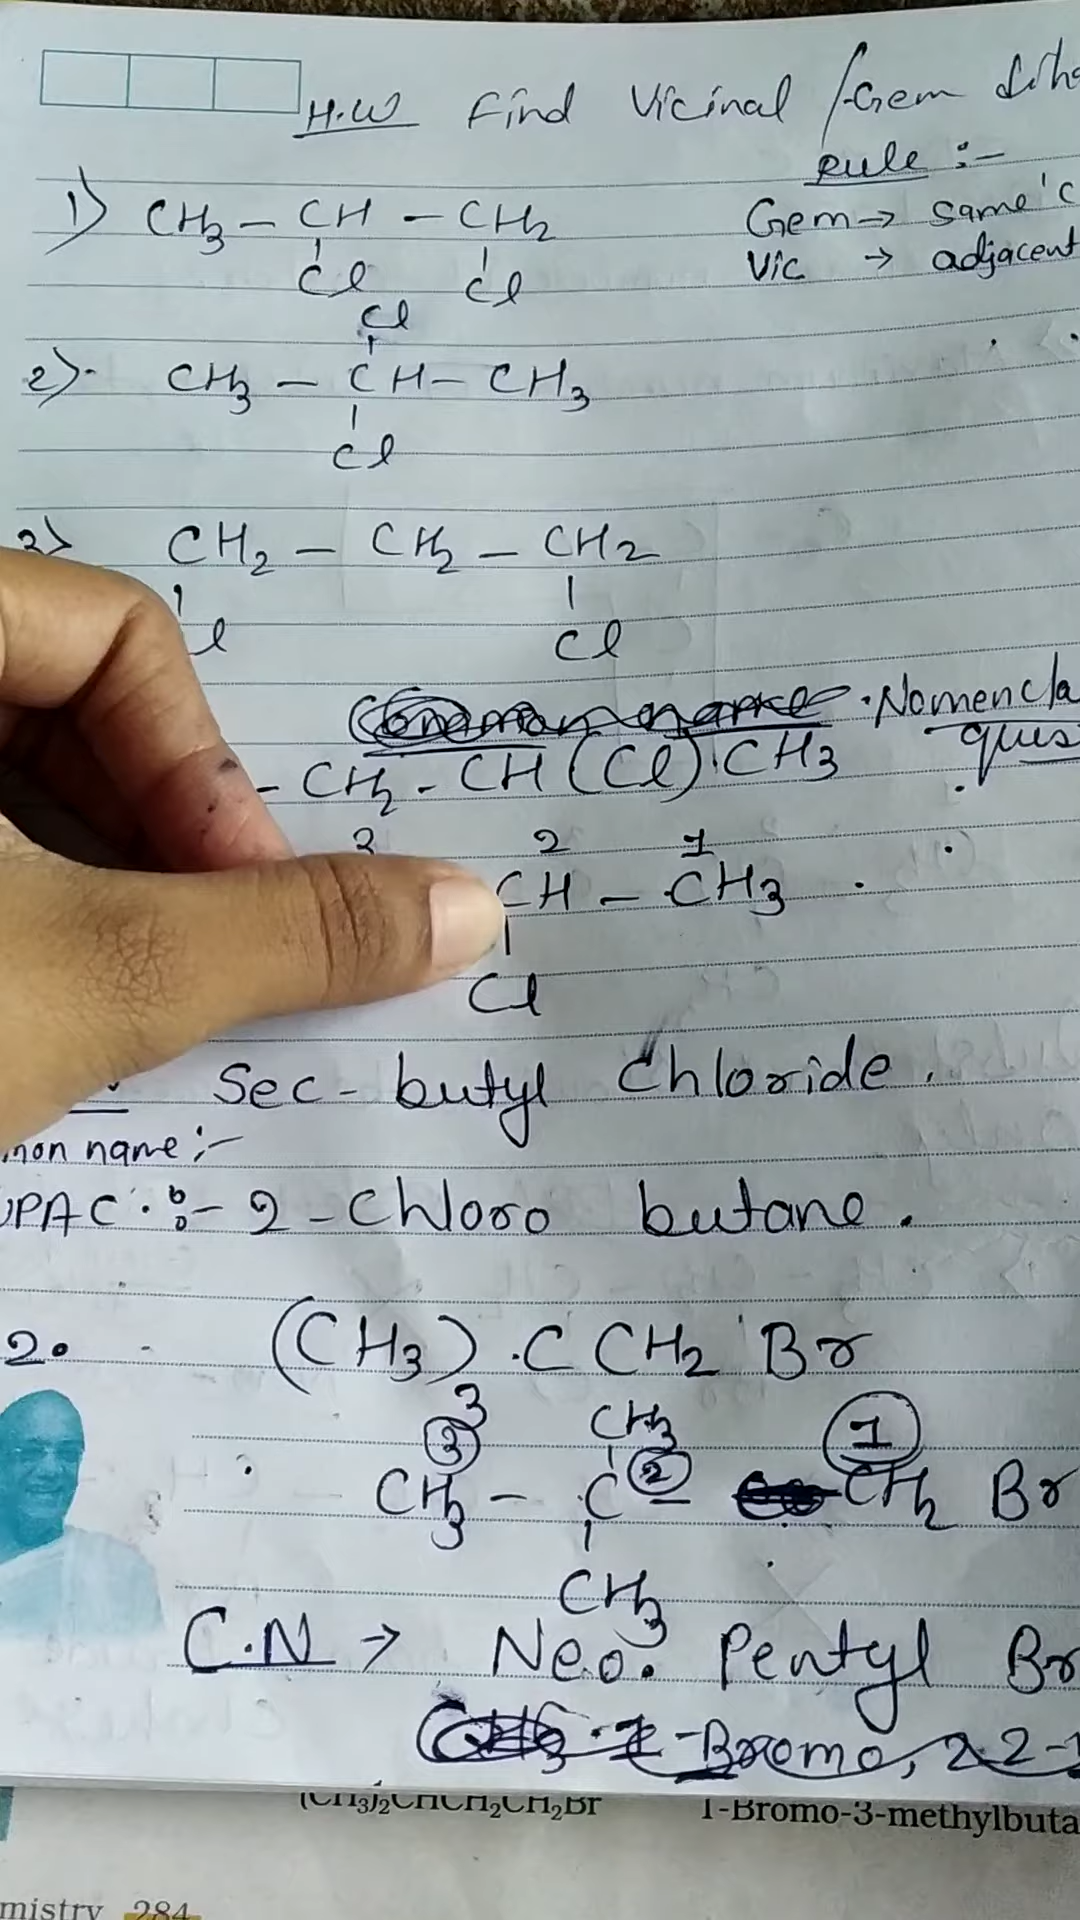 H.W Find Vicinal / Gem
Rule :-
1) CH3 - CH - CH2
Gem → same 'C
Cl Cl
Vic → adjacent
Cl
2) CH3 - CH - CH3
Cl
3) CH2 - CH2 - CH2
Cl
Nomencla
ques
- CH2 - CH (Cl) CH3
3 2 1
CH - CH3
Cl
Sec - butyl chloride.
mon name :-
UPAC :- 2 - Chloro butane.
2. (CH3)3 . C CH2 Br
3 CH3 1
CH3 - C 2 - CH2 Br
CH3
C.N → Neo. Pentyl Br
1 - Bromo, 2 2 -
(CH3)2CHCH2CH2Br 1-Bromo-3-methylbuta
mistry 284